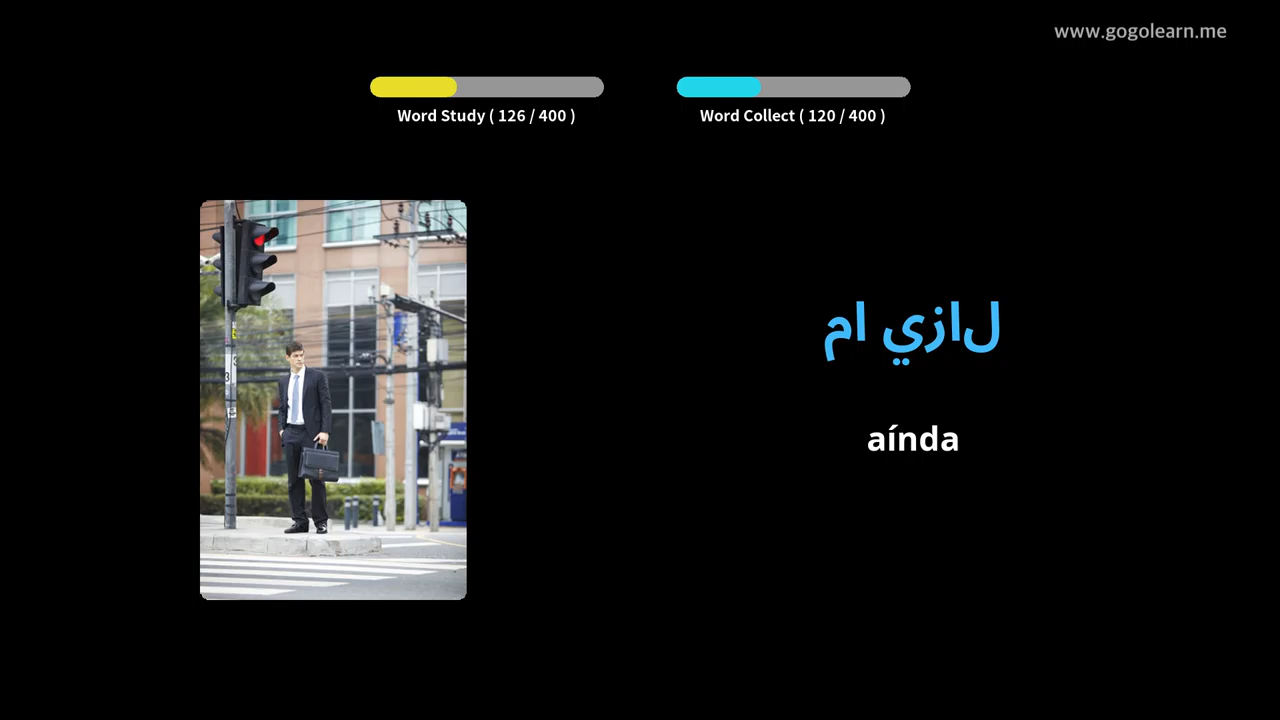 www.gogolearn.me
Word Study ( 126 / 400 )
Word Collect ( 120 / 400 )
لازي ام
aínda